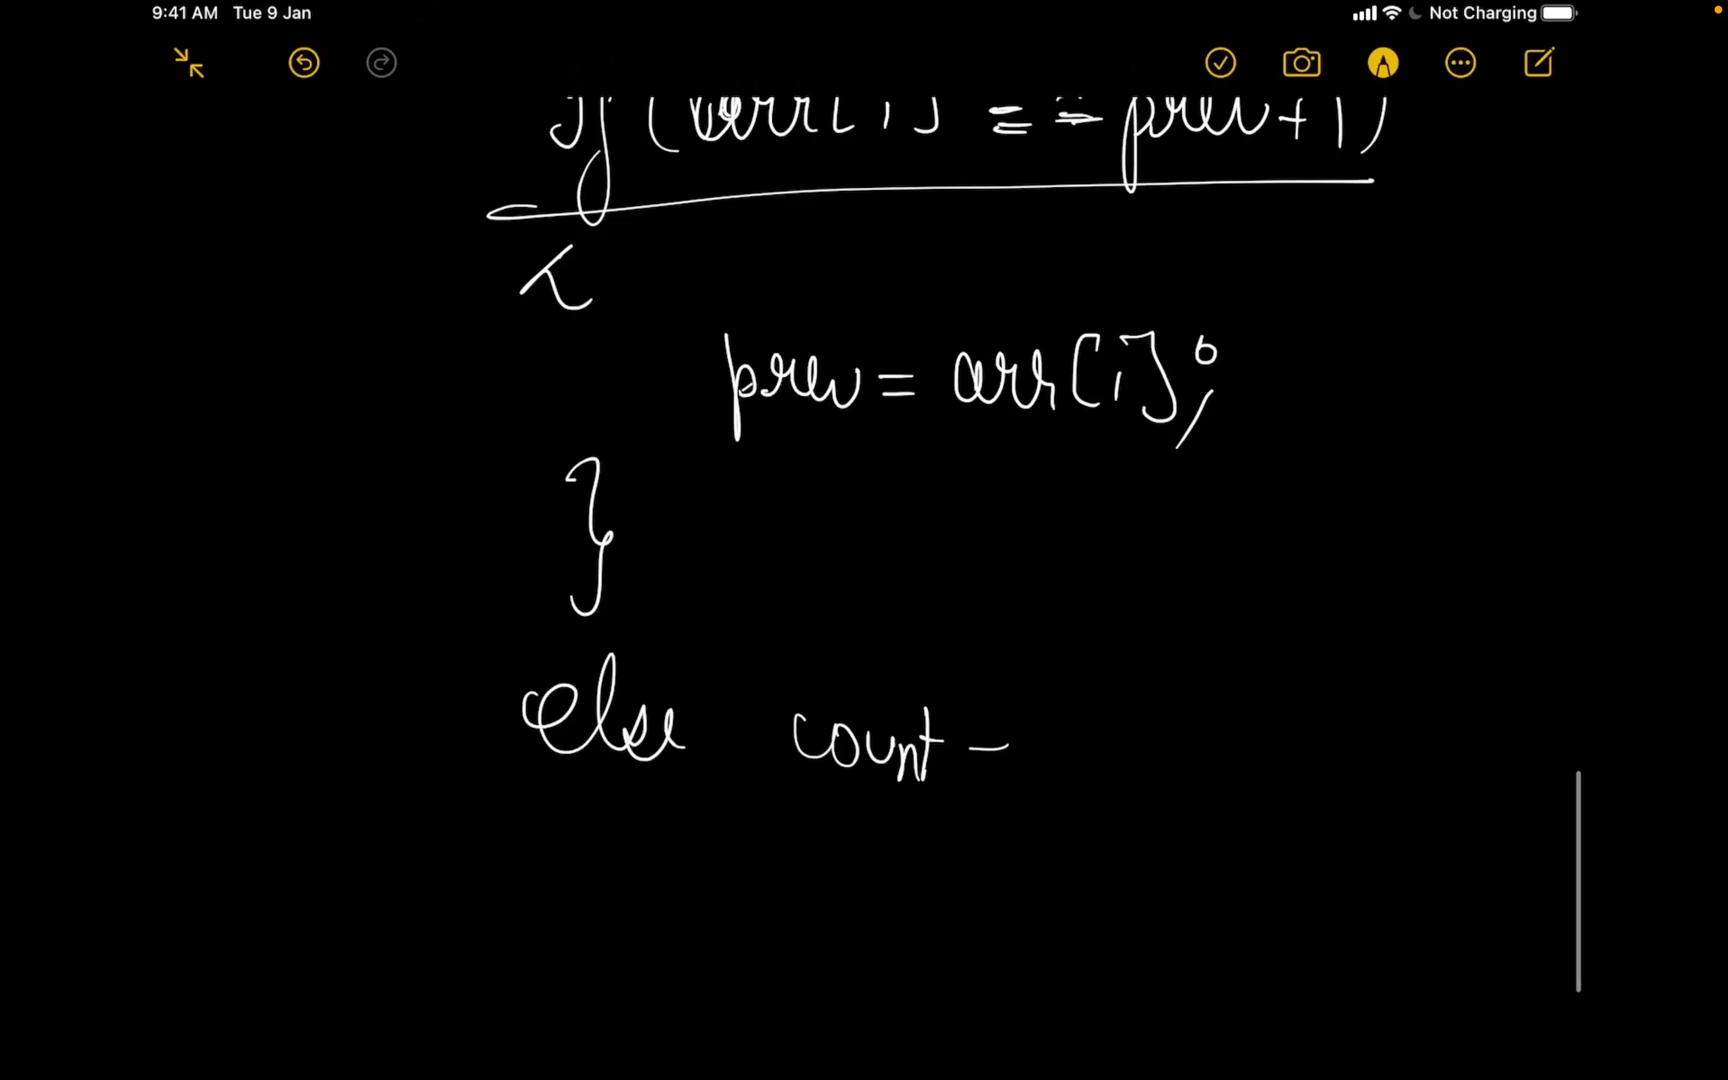 9:41 AM Tue 9 Jan Not Charging
if (arr[i] == prev+1)
{
prev = arr[i];
}
else count -